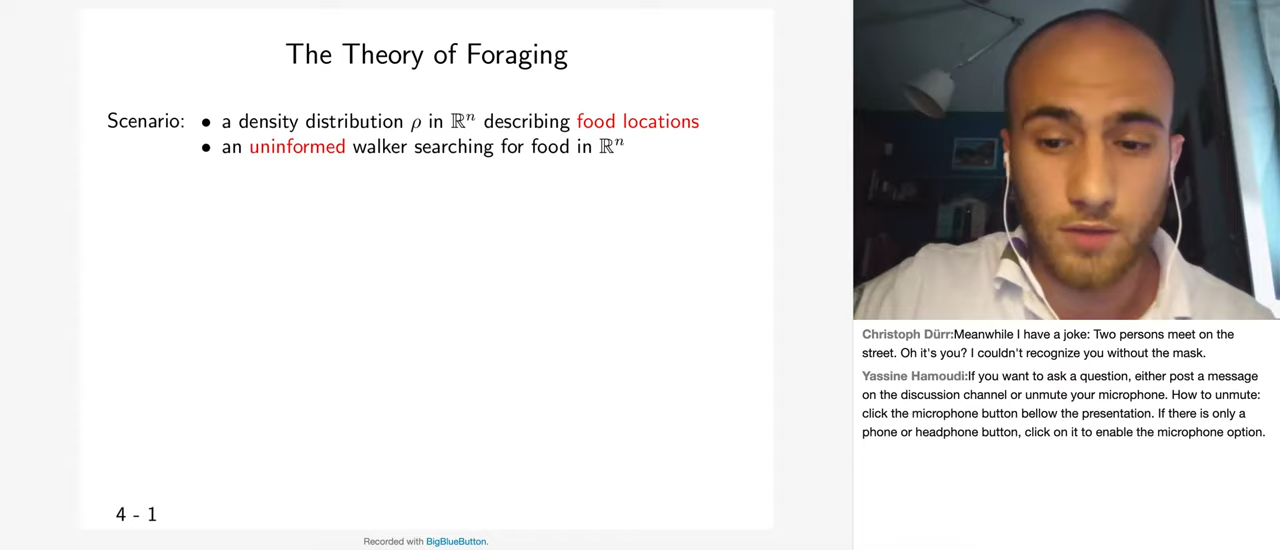 The Theory of Foraging
Scenario: • a density distribution ρ in ℝⁿ describing food locations
• an uninformed walker searching for food in ℝⁿ
4 - 1
Recorded with BigBlueButton.
Christoph Dürr:Meanwhile I have a joke: Two persons meet on the
street. Oh it's you? I couldn't recognize you without the mask.
Yassine Hamoudi:If you want to ask a question, either post a message
on the discussion channel or unmute your microphone. How to unmute:
click the microphone button bellow the presentation. If there is only a
phone or headphone button, click on it to enable the microphone option.